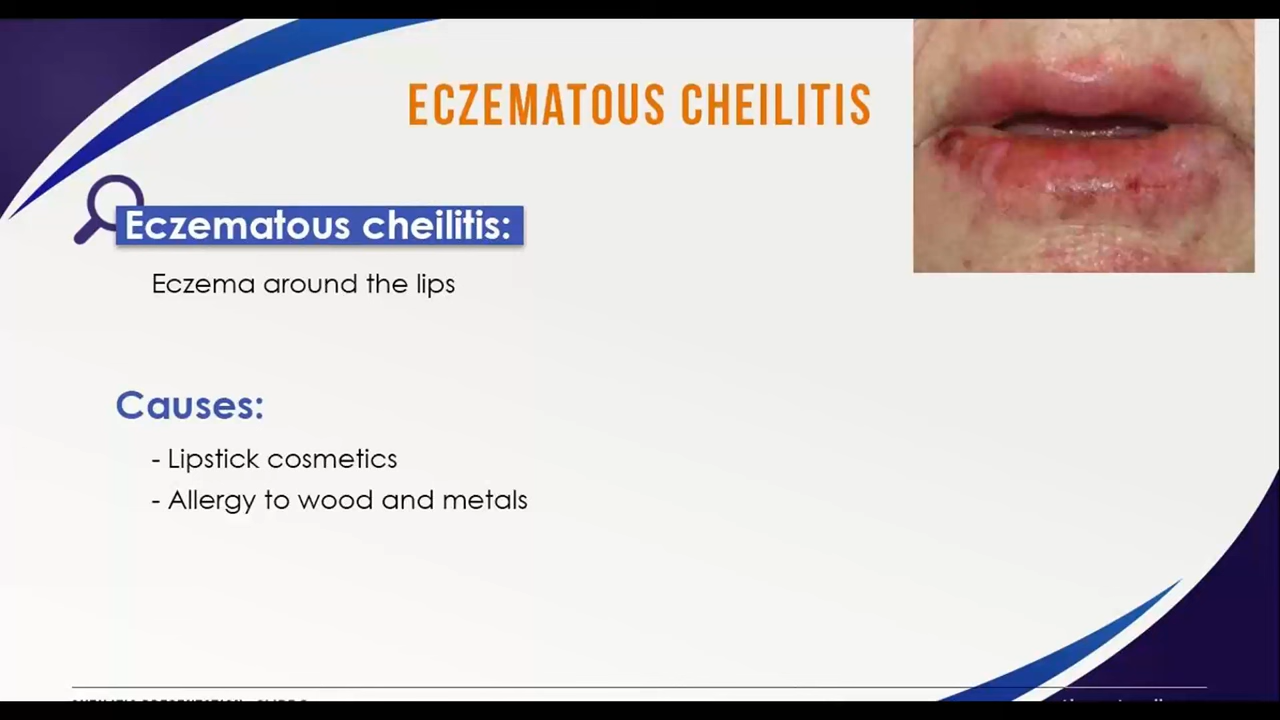 ECZEMATOUS CHEILITIS
Eczematous cheilitis:
Eczema around the lips
Causes:
- Lipstick cosmetics
- Allergy to wood and metals